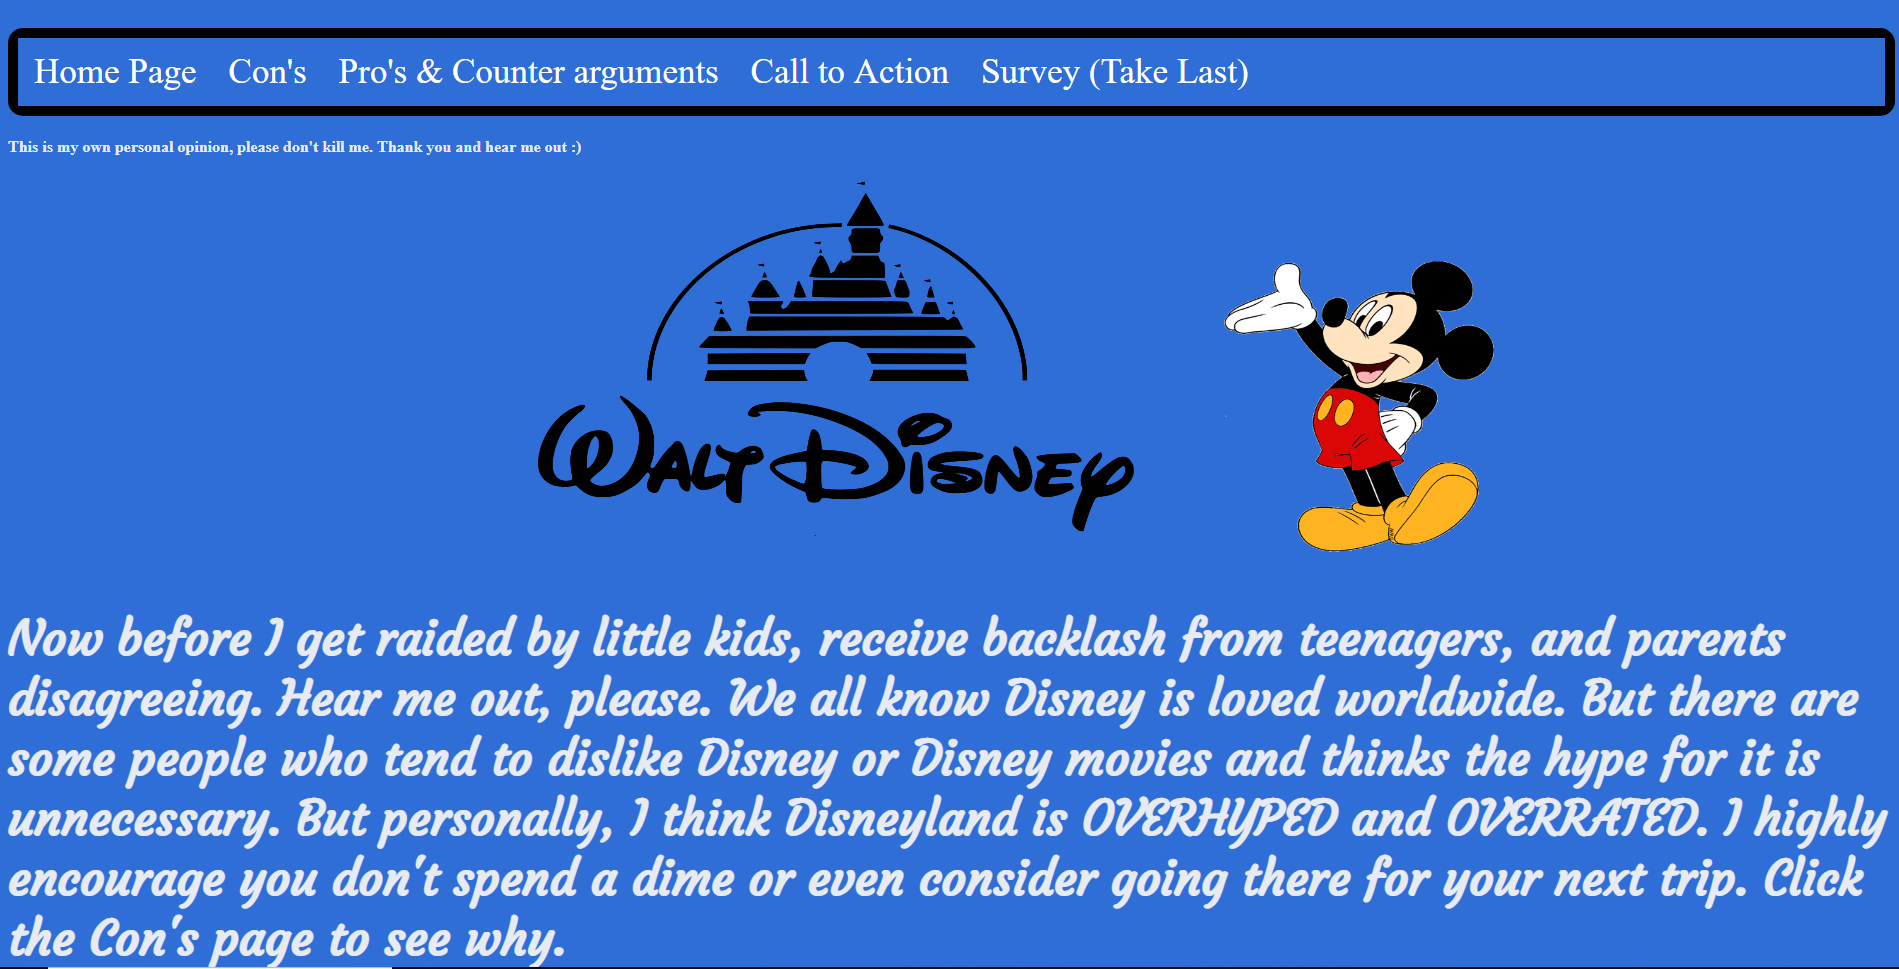 Home Page Con's Pro's & Counter arguments Call to Action Survey (Take Last)
This is my own personal opinion, please don't kill me. Thank you and hear me out :)
Walt Disney
Now before I get raided by little kids, receive backlash from teenagers, and parents
disagreeing. Hear me out, please. We all know Disney is loved worldwide. But there are
some people who tend to dislike Disney or Disney movies and thinks the hype for it is
unnecessary. But personally, I think Disneyland is OVERHYPED and OVERRATED. I highly
encourage you don't spend a dime or even consider going there for your next trip. Click
the Con's page to see why.